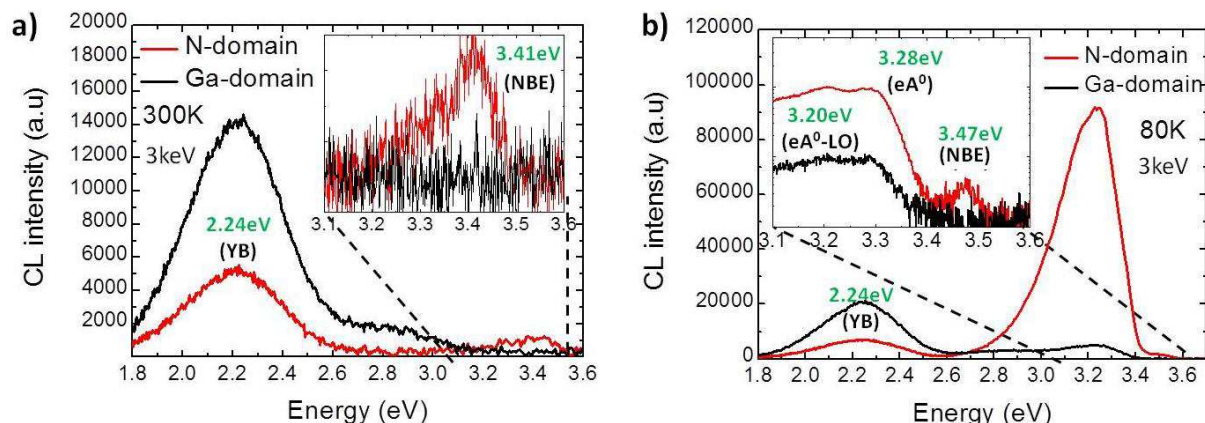 a)
CL intensity (a.u)
20000
18000
16000
14000
12000
10000
8000
6000
4000
2000
N-domain
Ga-domain
300K
3keV
2.24eV
(YB)
3.41eV
(NBE)
3.1 3.2 3.3 3.4 3.5 3.6
1.8 2.0 2.2 2.4 2.6 2.8 3.0 3.2 3.4 3.6
Energy (eV)
b)
CL intensity (a.u)
120000
100000
80000
60000
40000
20000
0
N-domain
Ga-domain
80K
3keV
3.28eV
(eA⁰)
3.20eV
(eA⁰-LO)
3.47eV
(NBE)
3.1 3.2 3.3 3.4 3.5 3.6
2.24eV
(YB)
1.8 2.0 2.2 2.4 2.6 2.8 3.0 3.2 3.4 3.6
Energy (eV)